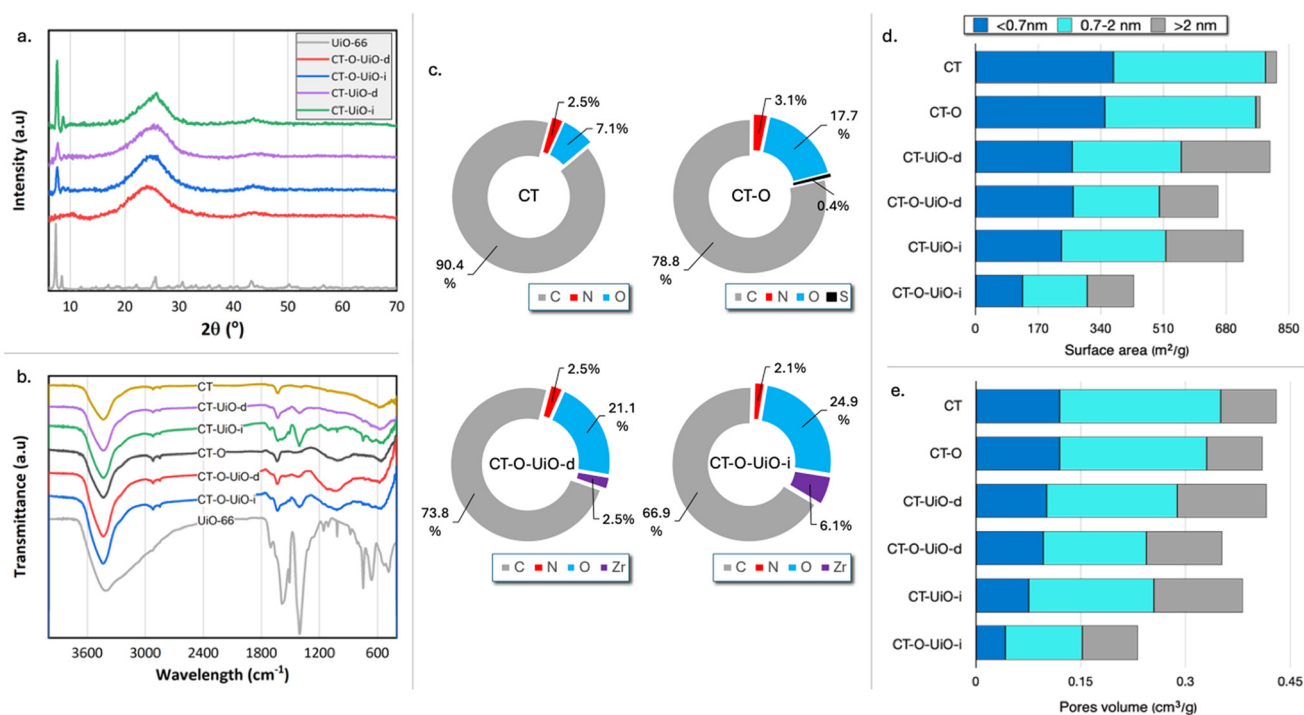 a.
UiO-66
CT-O-UiO-d
CT-O-UiO-i
CT-UiO-d
CT-UiO-i
Intensity (a.u)
10 20 30 40 50 60 70
2θ (°)
b.
CT
CT-UiO-d
CT-UiO-i
CT-O
CT-O-UiO-d
CT-O-UiO-i
UiO-66
Transmittance (a.u)
3600 3000 2400 1800 1200 600
Wavelength (cm-1)
c.
2.5%
7.1%
CT
90.4
%
C N O
3.1%
17.7
%
CT-O
0.4%
78.8
%
C N O S
2.5%
21.1
%
CT-O-UiO-d
73.8
%
2.5%
C N O Zr
2.1%
24.9
%
CT-O-UiO-i
66.9
%
6.1%
C N O Zr
d.
<0.7nm 0.7-2 nm >2 nm
CT
CT-O
CT-UiO-d
CT-O-UiO-d
CT-UiO-i
CT-O-UiO-i
0 170 340 510 680 850
Surface area (m2/g)
e.
CT
CT-O
CT-UiO-d
CT-O-UiO-d
CT-UiO-i
CT-O-UiO-i
0 0.15 0.3 0.45
Pores volume (cm3/g)